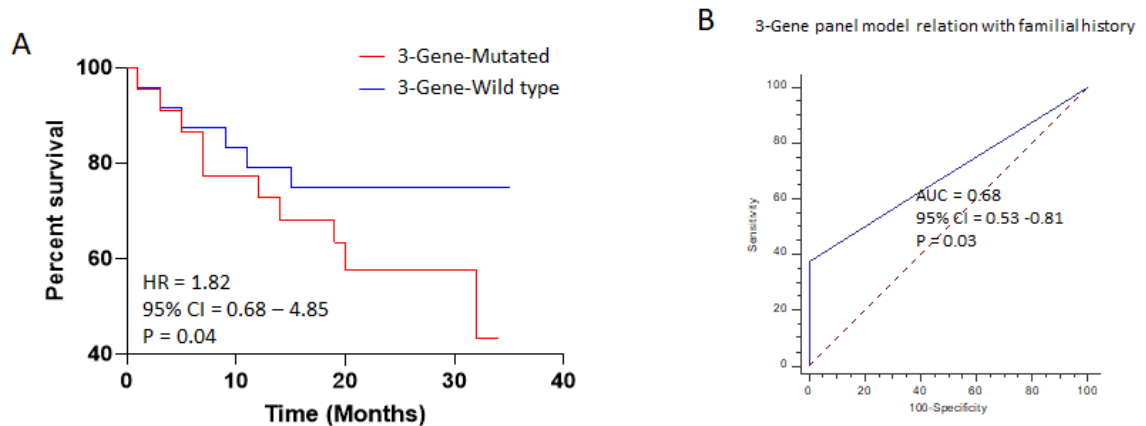 A
3-Gene-Mutated
3-Gene-Wild type
100
80
60
40
Percent survival
HR = 1.82
95% CI = 0.68 – 4.85
P = 0.04
0
10
20
30
40
Time (Months)
B
3-Gene panel model relation with familial history
100
80
60
40
20
0
Sensitivity
AUC = 0.68
95% CI = 0.53 -0.81
P = 0.03
0
20
40
60
80
100
100-Specificity